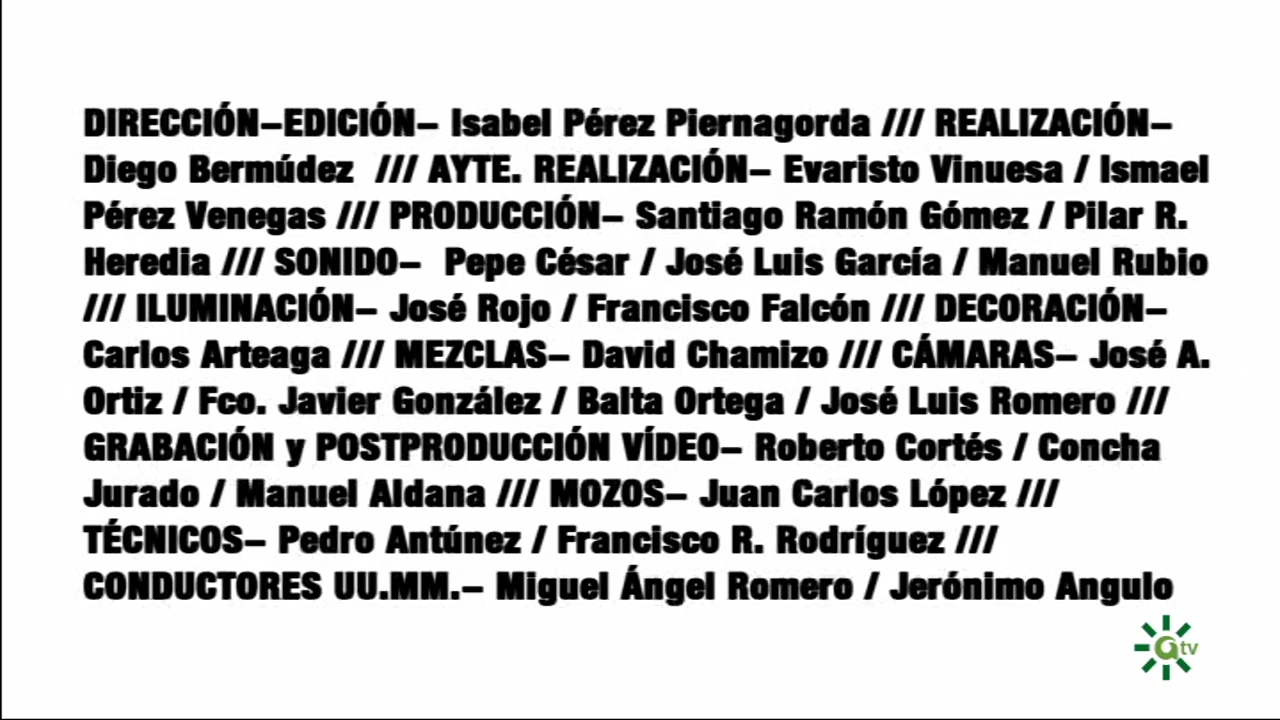 DIRECCIÓN–EDICIÓN– Isabel Pérez Piernagorda /// REALIZACIÓN–
Diego Bermúdez /// AYTE. REALIZACIÓN– Evaristo Vinuesa / Ismael
Pérez Venegas /// PRODUCCIÓN– Santiago Ramón Gómez / Pilar R.
Heredia /// SONIDO– Pepe César / José Luis García / Manuel Rubio
/// ILUMINACIÓN– José Rojo / Francisco Falcón /// DECORACIÓN–
Carlos Arteaga /// MEZCLAS– David Chamizo /// CÁMARAS– José A.
Ortiz / Fco. Javier González / Balta Ortega / José Luis Romero ///
GRABACIÓN y POSTPRODUCCIÓN VÍDEO– Roberto Cortés / Concha
Jurado / Manuel Aldana /// MOZOS– Juan Carlos López ///
TÉCNICOS– Pedro Antúnez / Francisco R. Rodríguez ///
CONDUCTORES UU.MM.– Miguel Ángel Romero / Jerónimo Angulo
a tv